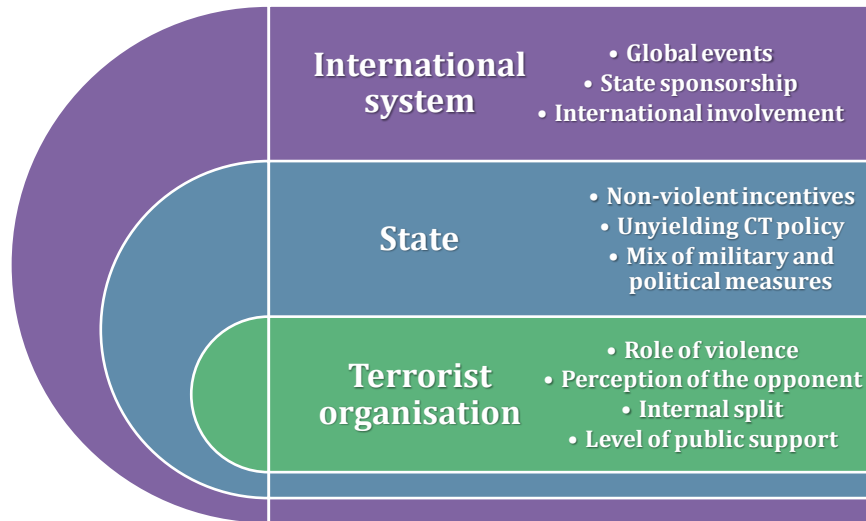 International
system
• Global events
• State sponsorship
• International involvement
State
• Non-violent incentives
• Unyielding CT policy
• Mix of military and
political measures
Terrorist
organisation
• Role of violence
• Perception of the opponent
• Internal split
• Level of public support